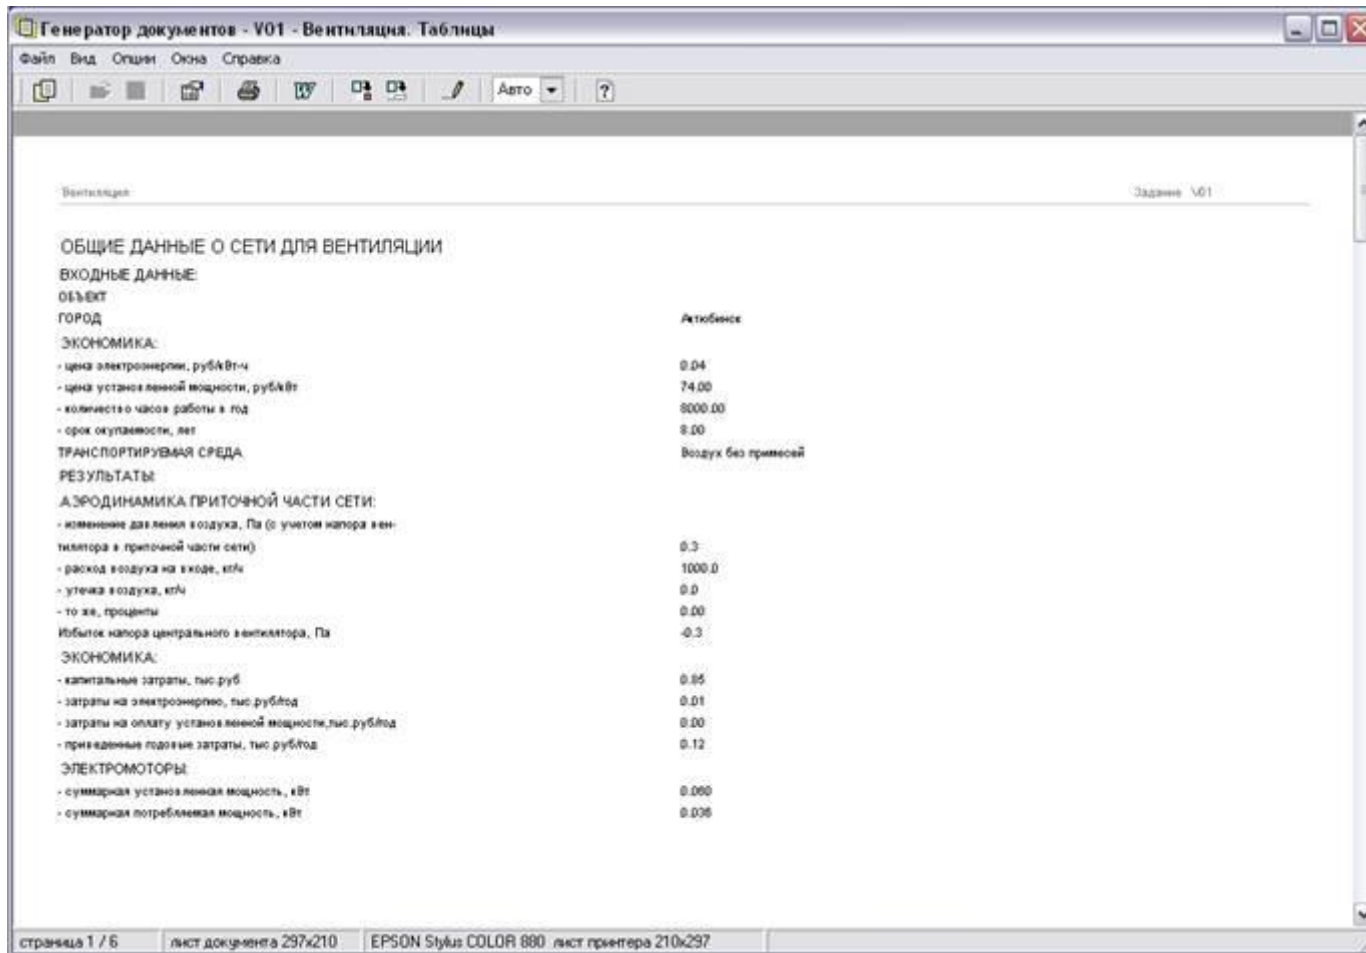 Генератор документов - V01 - Вентиляция. Таблицы
Файл Вид Опции Окна Справка
Авто
Вентиляция Задание V01
ОБЩИЕ ДАННЫЕ О СЕТИ ДЛЯ ВЕНТИЛЯЦИИ
ВХОДНЫЕ ДАННЫЕ:
ОБЪЕКТ
ГОРОД Актюбинск
ЭКОНОМИКА:
- цена электроэнергии, руб/кВт-ч 0.04
- цена установленной мощности, руб/кВт 74.00
- количество часов работы в год 8000.00
- срок окупаемости, лет 8.00
ТРАНСПОРТИРУЕМАЯ СРЕДА Воздух без примесей
РЕЗУЛЬТАТЫ:
АЭРОДИНАМИКА ПРИТОЧНОЙ ЧАСТИ СЕТИ:
- изменение давления воздуха, Па (с учетом напора вен-
тилятора в приточной части сети) 0.3
- расход воздуха на входе, кг/ч 1000.0
- утечка воздуха, кг/ч 0.0
- то же, проценты 0.00
Избыток напора центрального вентилятора, Па -0.3
ЭКОНОМИКА:
- капитальные затраты, тыс.руб 0.85
- затраты на электроэнергию, тыс.руб/год 0.01
- затраты на оплату установленной мощности,тыс.руб/год 0.00
- приведенные годовые затраты, тыс.руб/год 0.12
ЭЛЕКТРОМОТОРЫ:
- суммарная установленная мощность, кВт 0.060
- суммарная потребляемая мощность, кВт 0.036
страница 1 / 6 лист документа 297x210 EPSON Stylus COLOR 880 лист принтера 210x297